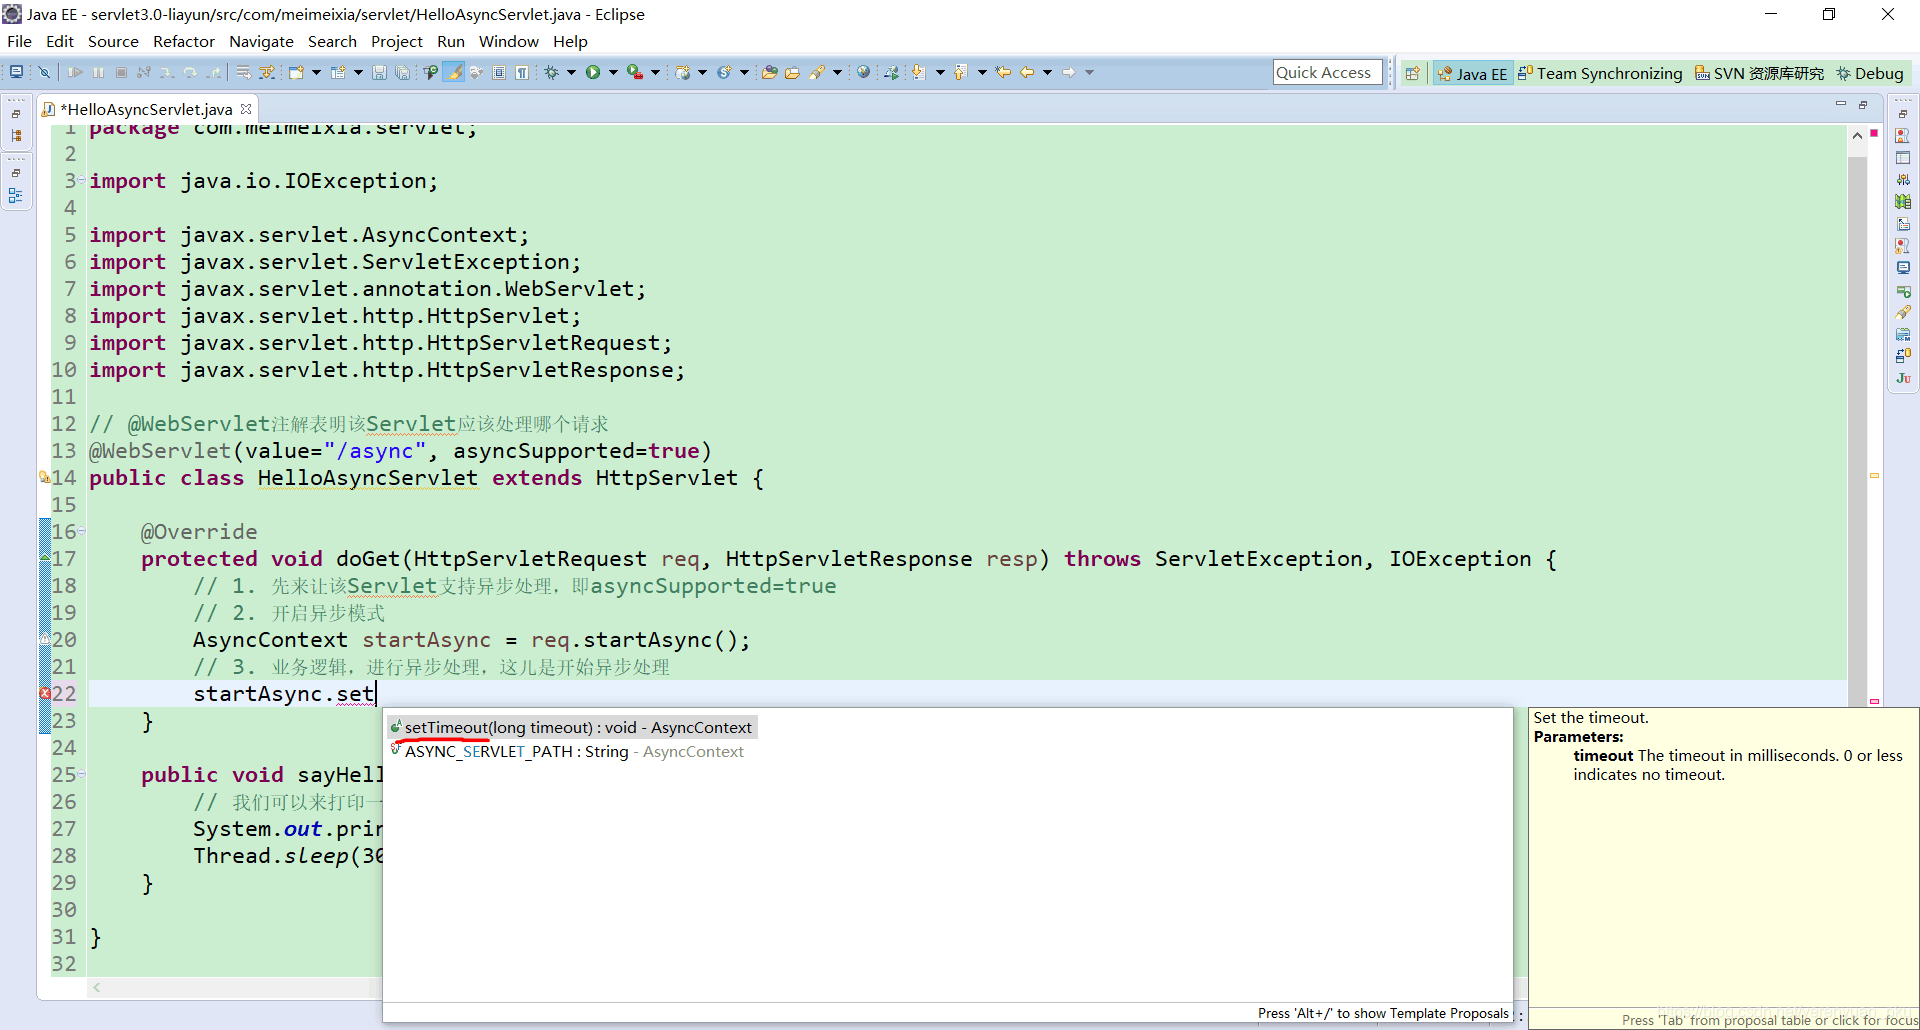 Java EE - servlet3.0-liayun/src/com/meimeixia/servlet/HelloAsyncServlet.java - Eclipse
File Edit Source Refactor Navigate Search Project Run Window Help
Quick Access
Java EE
Team Synchronizing
SVN 资源库研究
Debug
*HelloAsyncServlet.java
1 package com.meimeixia.servlet;
2
3 import java.io.IOException;
4
5 import javax.servlet.AsyncContext;
6 import javax.servlet.ServletException;
7 import javax.servlet.annotation.WebServlet;
8 import javax.servlet.http.HttpServlet;
9 import javax.servlet.http.HttpServletRequest;
10 import javax.servlet.http.HttpServletResponse;
11
12 // @WebServlet注解表明该Servlet应该处理哪个请求
13 @WebServlet(value="/async", asyncSupported=true)
14 public class HelloAsyncServlet extends HttpServlet {
15
16 @Override
17 protected void doGet(HttpServletRequest req, HttpServletResponse resp) throws ServletException, IOException {
18 // 1. 先来让该Servlet支持异步处理，即asyncSupported=true
19 // 2. 开启异步模式
20 AsyncContext startAsync = req.startAsync();
21 // 3. 业务逻辑，进行异步处理，这儿是开始异步处理
22 startAsync.set
23 }
24
25 public void sayHell
26 // 我们可以来打印一
27 System.out.prin
28 Thread.sleep(30
29 }
30
31 }
32
setTimeout(long timeout) : void - AsyncContext
ASYNC_SERVLET_PATH : String - AsyncContext
Press 'Alt+/' to show Template Proposals
Set the timeout.
Parameters:
timeout The timeout in milliseconds. 0 or less
indicates no timeout.
Press 'Tab' from proposal table or click for focus